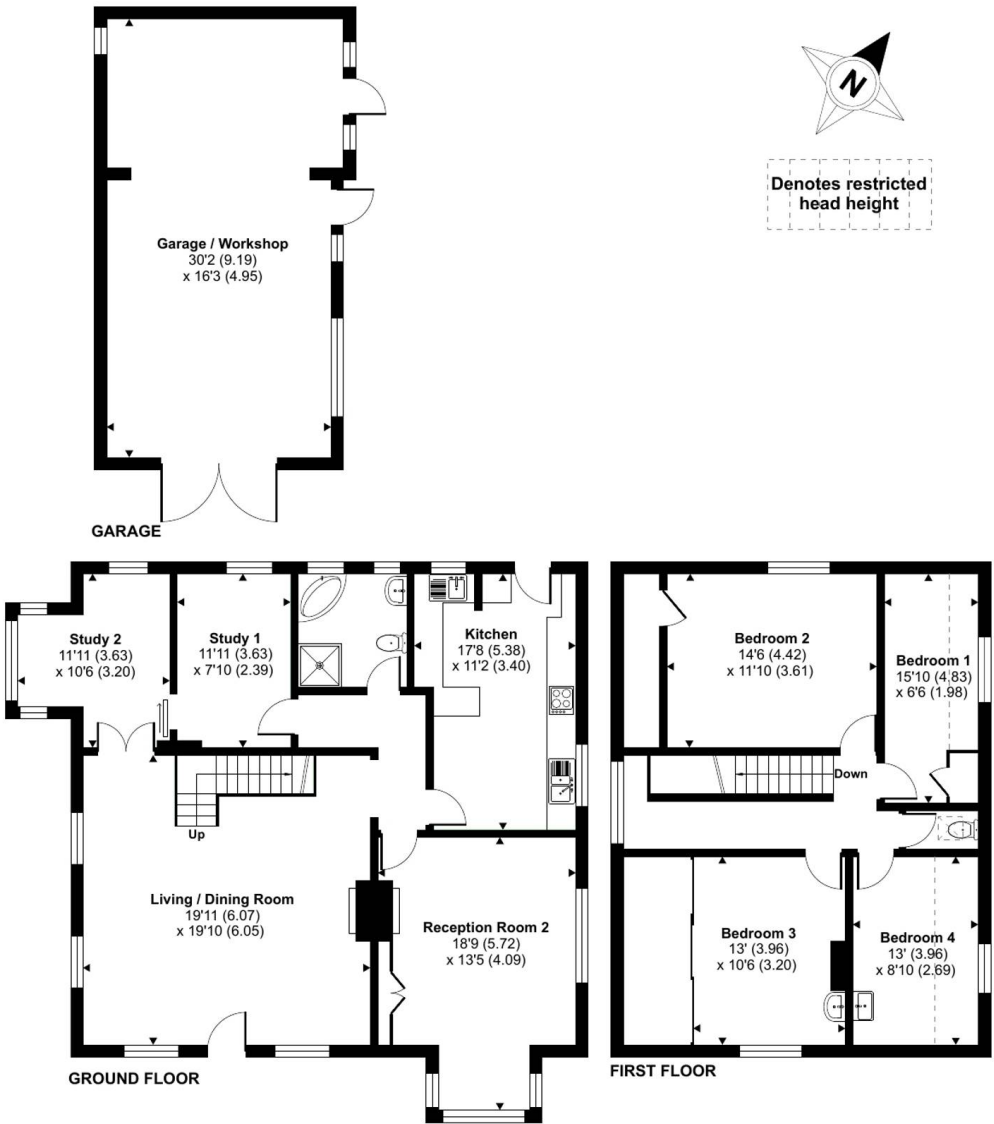 N
Denotes restricted
head height
Garage / Workshop
30'2 (9.19)
x 16'3 (4.95)
GARAGE
Study 2
11'11 (3.63)
x 10'6 (3.20)
Study 1
11'11 (3.63)
x 7'10 (2.39)
Kitchen
17'8 (5.38)
x 11'2 (3.40)
Up
Living / Dining Room
19'11 (6.07)
x 19'10 (6.05)
Reception Room 2
18'9 (5.72)
x 13'5 (4.09)
GROUND FLOOR
Bedroom 2
14'6 (4.42)
x 11'10 (3.61)
Bedroom 1
15'10 (4.83)
x 6'6 (1.98)
Down
Bedroom 3
13' (3.96)
x 10'6 (3.20)
Bedroom 4
13' (3.96)
x 8'10 (2.69)
FIRST FLOOR